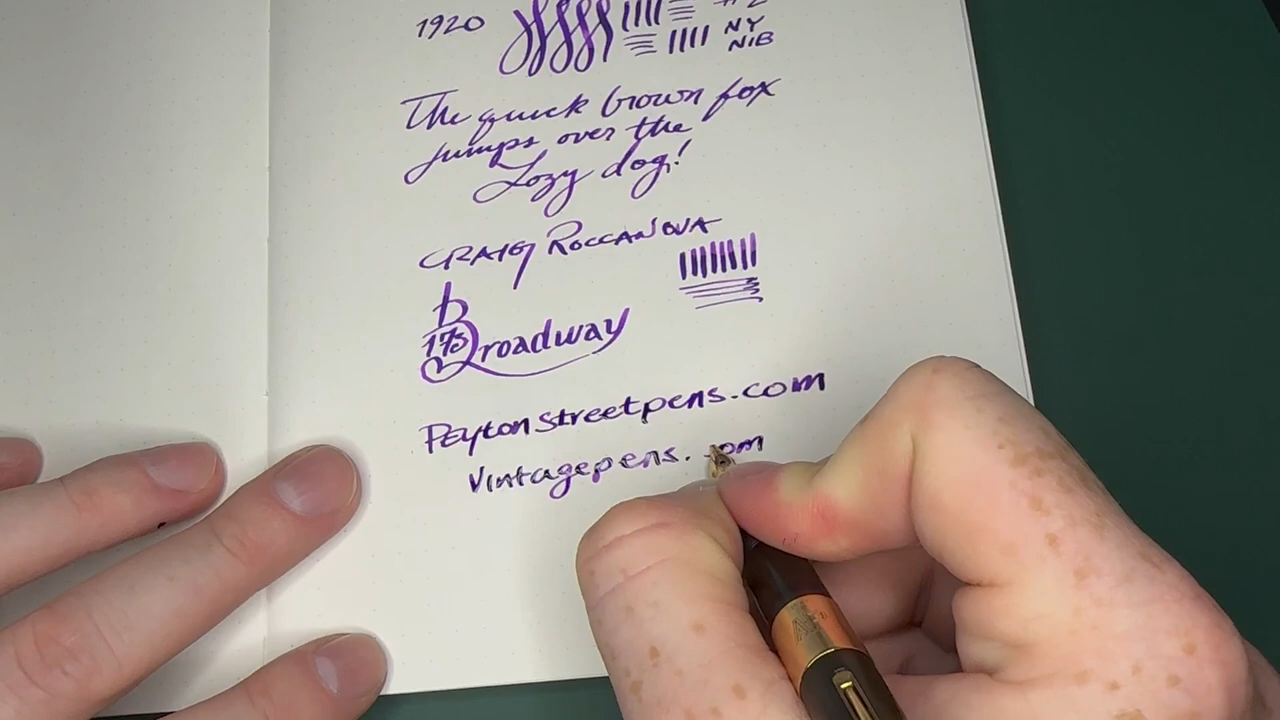 1920
NY
NIB
The quick brown fox
jumps over the
Lazy dog!
CRAIG ROCCANOVA
b
175
Broadway
Peytonstreetpens.com
Vintagepens.com